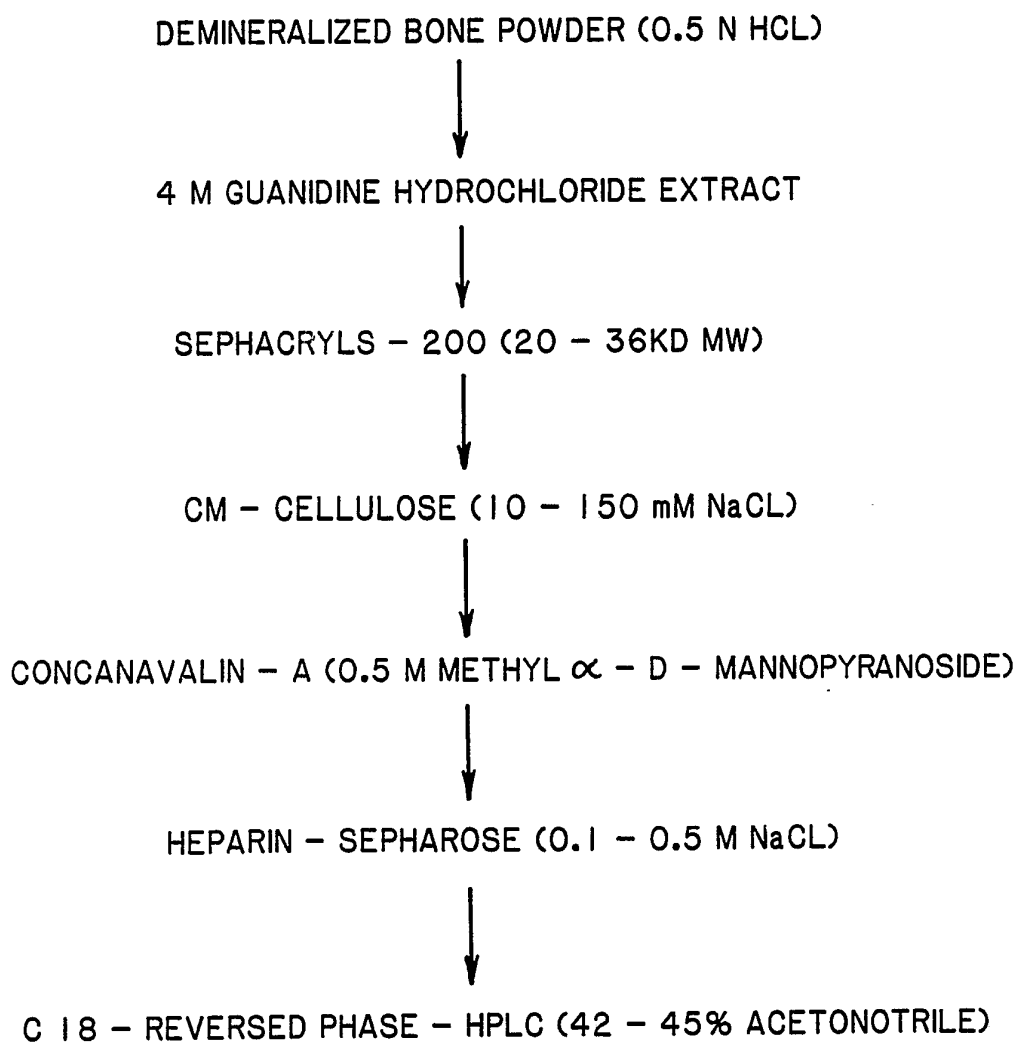 DEMINERALIZED BONE POWDER (0.5 N HCL)
4 M GUANIDINE HYDROCHLORIDE EXTRACT
SEPHACRYLS – 200 (20 – 36KD MW)
CM – CELLULOSE (10 – 150 mM NaCL)
CONCANAVALIN – A (0.5 M METHYL ∝ – D – MANNOPYRANOSIDE)
HEPARIN – SEPHAROSE (0.1 – 0.5 M NaCL)
C 18 – REVERSED PHASE – HPLC (42 – 45% ACETONOTRILE)